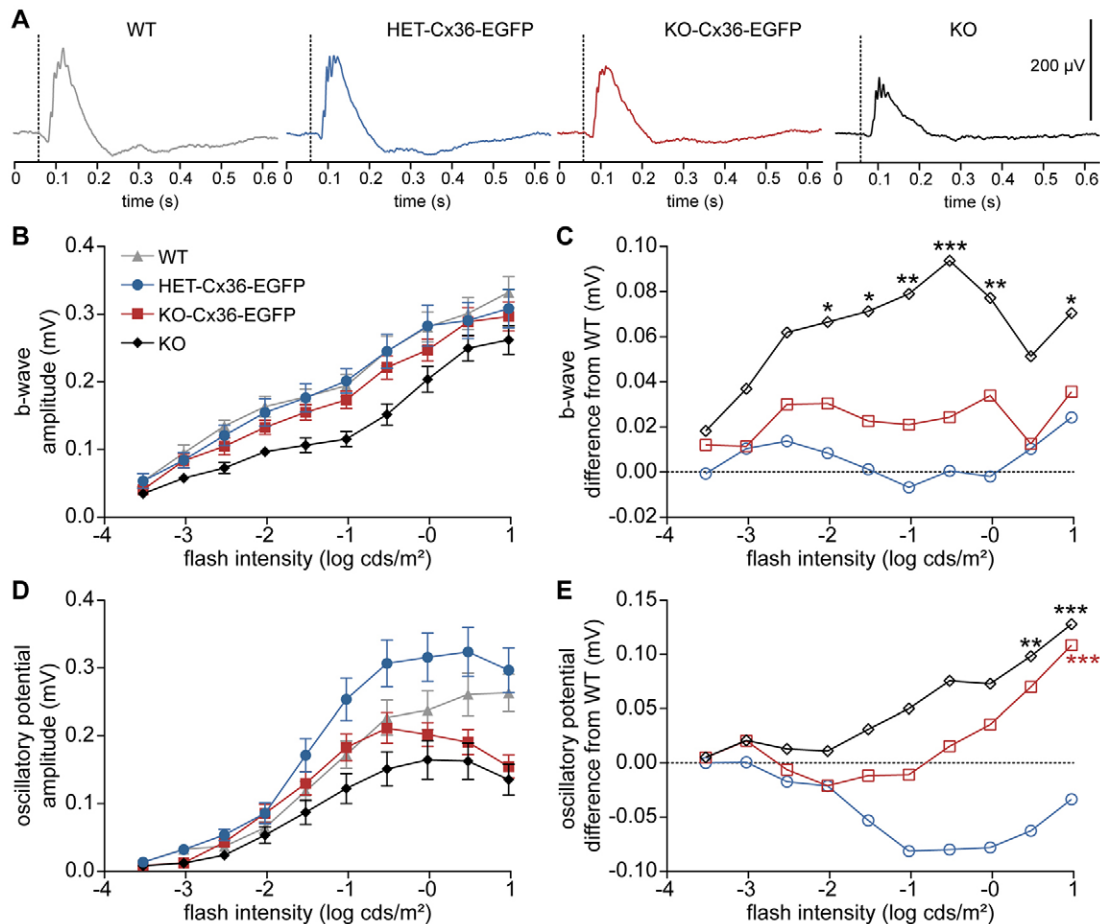 A
WT
HET-Cx36-EGFP
KO-Cx36-EGFP
KO
200 µV
0 0.1 0.2 0.3 0.4 0.5 0.6
0 0.1 0.2 0.3 0.4 0.5 0.6
0 0.1 0.2 0.3 0.4 0.5 0.6
0 0.1 0.2 0.3 0.4 0.5 0.6
time (s)
time (s)
time (s)
time (s)
B
b-wave
amplitude (mV)
0.4
0.3
0.2
0.1
0.0
WT
HET-Cx36-EGFP
KO-Cx36-EGFP
KO
-4 -3 -2 -1 -0 1
flash intensity (log cds/m²)
C
b-wave
difference from WT (mV)
0.10
0.08
0.06
0.04
0.02
0.00
-0.02
* * ** *** ** *
-4 -3 -2 -1 -0 1
flash intensity (log cds/m²)
D
oscillatory potential
amplitude (mV)
0.4
0.3
0.2
0.1
0.0
-4 -3 -2 -1 -0 1
flash intensity (log cds/m²)
E
oscillatory potential
difference from WT (mV)
0.15
0.10
0.05
0.00
-0.05
-0.10
** ***
***
-4 -3 -2 -1 -0 1
flash intensity (log cds/m²)